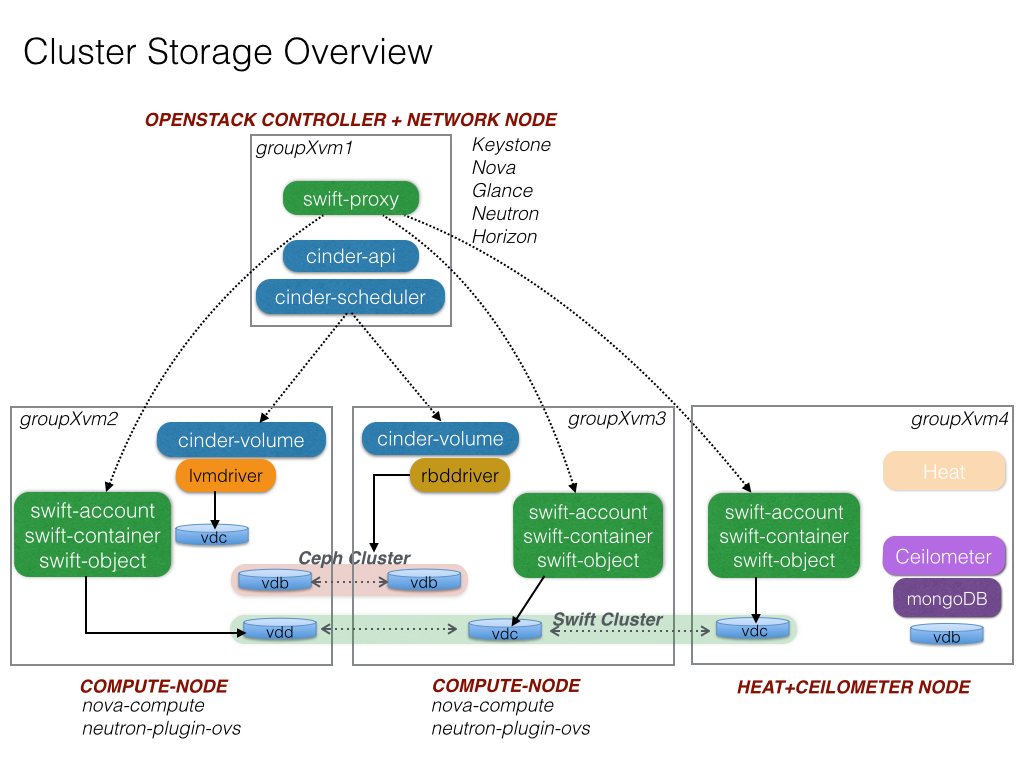 Cluster Storage Overview
OPENSTACK CONTROLLER + NETWORK NODE
groupXvm1
Keystone
Nova
Glance
Neutron
Horizon
swift-proxy
cinder-api
cinder-scheduler
groupXvm2
cinder-volume
lvmdriver
vdc
swift-account
swift-container
swift-object
groupXvm3
cinder-volume
rbddriver
swift-account
swift-container
swift-object
groupXvm4
Heat
swift-account
swift-container
swift-object
Ceilometer
mongoDB
vdb
Ceph Cluster
vdb
vdb
Swift Cluster
vdd
vdc
vdc
COMPUTE-NODE
nova-compute
neutron-plugin-ovs
COMPUTE-NODE
nova-compute
neutron-plugin-ovs
HEAT+CEILOMETER NODE